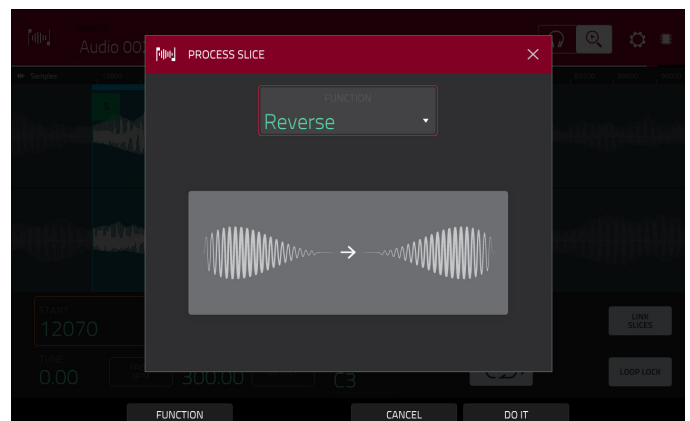 Audio 002
PROCESS SLICE
Samples
FUNCTION
Reverse
S
START
12070
LINK
SLICES
TUNE
0.00
300.00
C3
LOOP LOCK
FUNCTION
CANCEL
DO IT